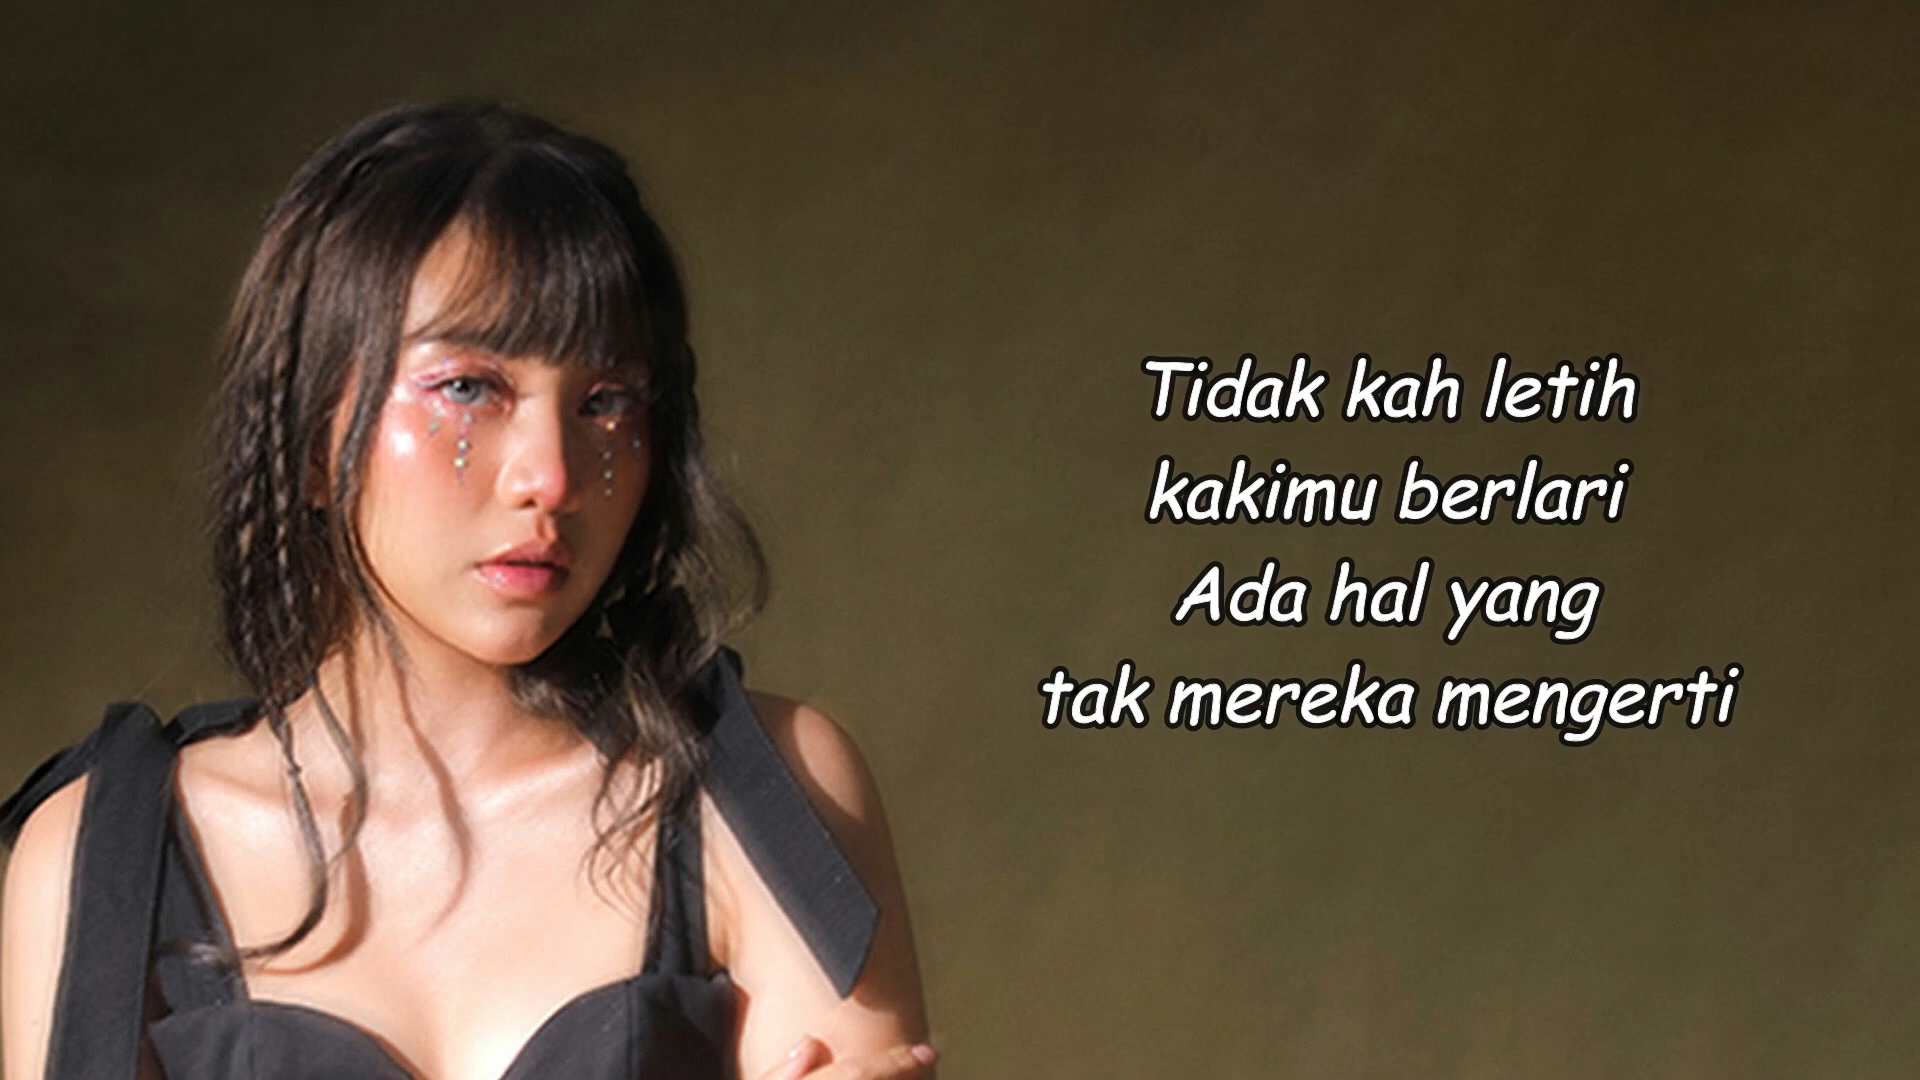 Tidak kah letih
kakimu berlari
Ada hal yang
tak mereka mengerti